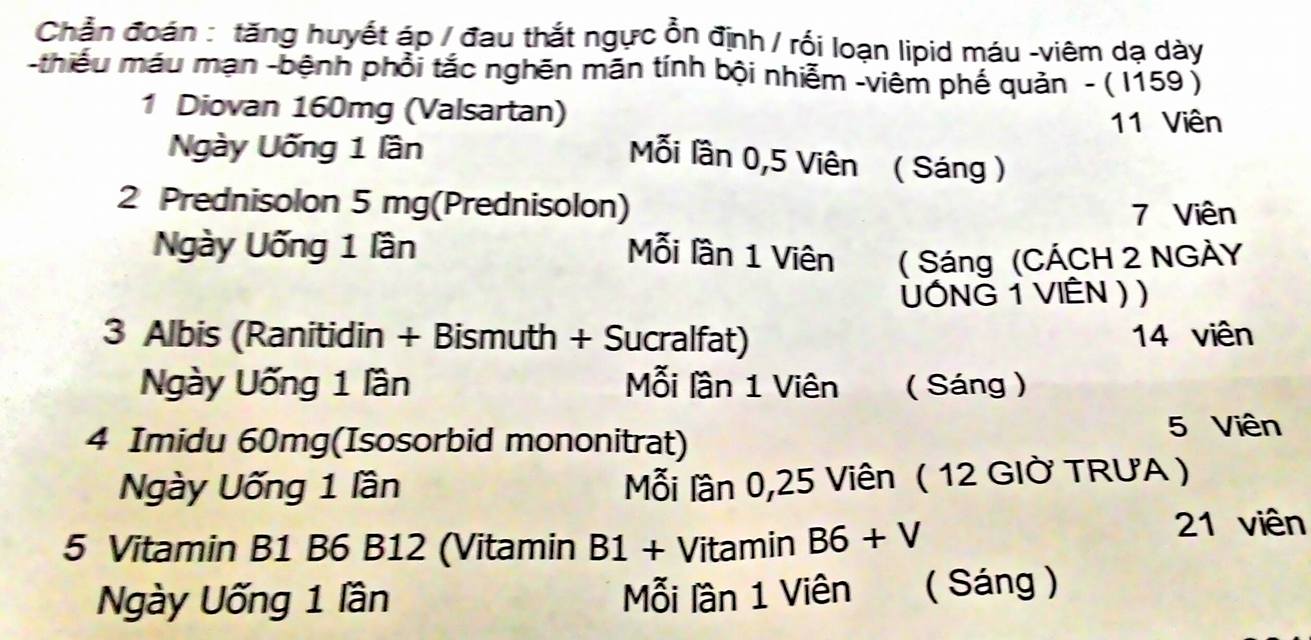 Chẩn đoán : tăng huyết áp / đau thắt ngực ổn định / rối loạn lipid máu -viêm dạ dày
-thiếu máu mạn -bệnh phổi tắc nghẽn mãn tính bội nhiễm -viêm phế quản - ( I159 )
1 Diovan 160mg (Valsartan) 11 Viên
Ngày Uống 1 lần Mỗi lần 0,5 Viên ( Sáng )
2 Prednisolon 5 mg(Prednisolon) 7 Viên
Ngày Uống 1 lần Mỗi lần 1 Viên ( Sáng (CÁCH 2 NGÀY
UỐNG 1 VIÊN ) )
3 Albis (Ranitidin + Bismuth + Sucralfat) 14 viên
Ngày Uống 1 lần Mỗi lần 1 Viên ( Sáng )
4 Imidu 60mg(Isosorbid mononitrat) 5 Viên
Ngày Uống 1 lần Mỗi lần 0,25 Viên ( 12 GIỜ TRƯA )
5 Vitamin B1 B6 B12 (Vitamin B1 + Vitamin B6 + V 21 viên
Ngày Uống 1 lần Mỗi lần 1 Viên ( Sáng )